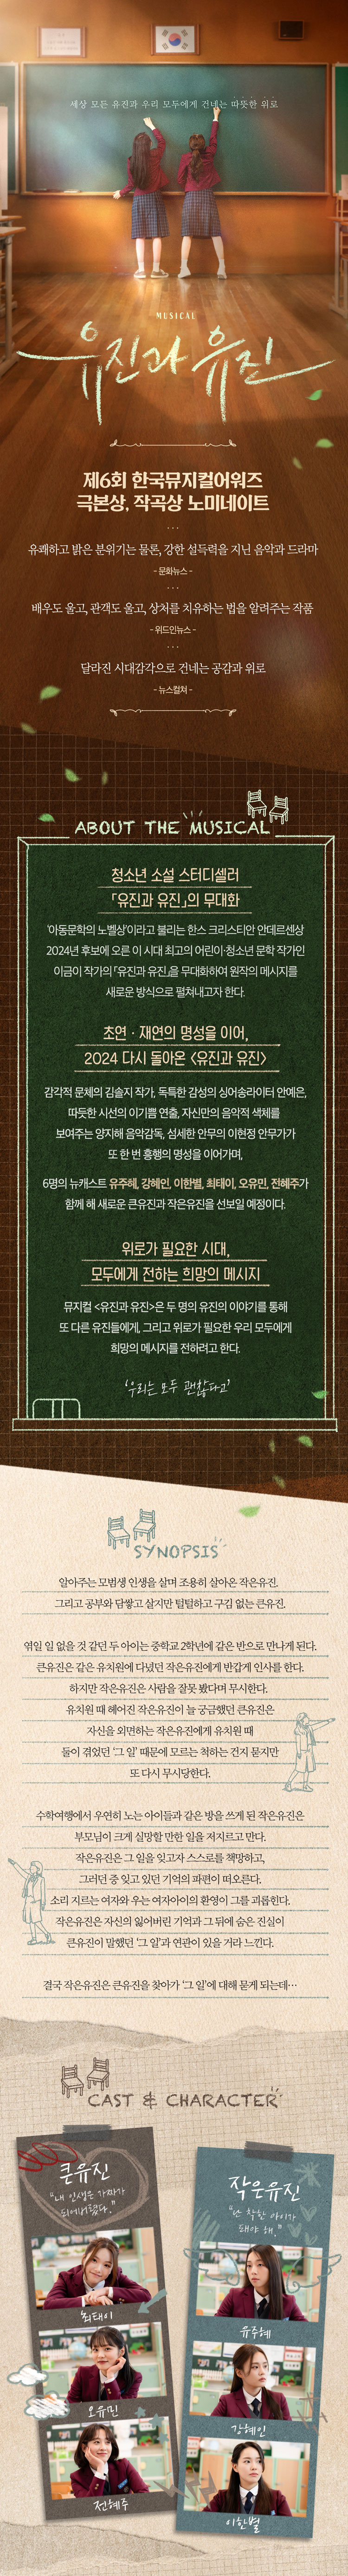 세상 모든 유진과 우리 모두에게 건네는 따뜻한 위로
MUSICAL
유진과 유진
제6회 한국뮤지컬어워즈
극본상, 작곡상 노미네이트
유쾌하고 밝은 분위기는 물론, 강한 설득력을 지닌 음악과 드라마
- 문화뉴스 -
배우도 울고, 관객도 울고, 상처를 치유하는 법을 알려주는 작품
- 위드인뉴스 -
달라진 시대감각으로 건네는 공감과 위로
- 뉴스컬쳐 -
ABOUT THE MUSICAL
청소년 소설 스터디셀러
「유진과 유진」의 무대화
'아동문학의 노벨상'이라고 불리는 한스 크리스티안 안데르센상
2024년 후보에 오른 이 시대 최고의 어린이·청소년 문학 작가인
이금이 작가의 「유진과 유진」을 무대화하여 원작의 메시지를
새로운 방식으로 펼쳐내고자 한다.
초연 · 재연의 명성을 이어,
2024 다시 돌아온 <유진과 유진>
감각적 문체의 김솔지 작가, 독특한 감성의 싱어송라이터 안예은,
따듯한 시선의 이기쁨 연출, 자신만의 음악적 색채를
보여주는 양지해 음악감독, 섬세한 안무의 이현정 안무가가
또 한 번 흥행의 명성을 이어가며,
6명의 뉴캐스트 유주혜, 강혜인, 이한별, 최태이, 오유민, 전혜주가
함께 해 새로운 큰유진과 작은유진을 선보일 예정이다.
위로가 필요한 시대,
모두에게 전하는 희망의 메시지
뮤지컬 <유진과 유진>은 두 명의 유진의 이야기를 통해
또 다른 유진들에게, 그리고 위로가 필요한 우리 모두에게
희망의 메시지를 전하려고 한다.
'우리는 모두 괜찮다고'
SYNOPSIS
알아주는 모범생 인생을 살며 조용히 살아온 작은유진.
그리고 공부와 담쌓고 살지만 털털하고 구김 없는 큰유진.
엮일 일 없을 것 같던 두 아이는 중학교 2학년에 같은 반으로 만나게 된다.
큰유진은 같은 유치원에 다녔던 작은유진에게 반갑게 인사를 한다.
하지만 작은유진은 사람을 잘못 봤다며 무시한다.
유치원 때 헤어진 작은유진이 늘 궁금했던 큰유진은
자신을 외면하는 작은유진에게 유치원 때
둘이 겪었던 '그 일' 때문에 모르는 척하는 건지 묻지만
또 다시 무시당한다.
수학여행에서 우연히 노는 아이들과 같은 방을 쓰게 된 작은유진은
부모님이 크게 실망할 만한 일을 저지르고 만다.
작은유진은 그 일을 잊고자 스스로를 책망하고,
그러던 중 잊고 있던 기억의 파편이 떠오른다.
소리 지르는 여자와 우는 여자아이의 환영이 그를 괴롭힌다.
작은유진은 자신의 잃어버린 기억과 그 뒤에 숨은 진실이
큰유진이 말했던 '그 일'과 연관이 있을 거라 느낀다.
결국 작은유진은 큰유진을 찾아가 '그 일'에 대해 묻게 되는데…
CAST & CHARACTER
큰유진
"내 인생은 가짜가
되어버렸다."
최태이
오유민
전혜주
작은유진
"난 착한 아이가
돼야 해."
유주혜
강혜인
이한별